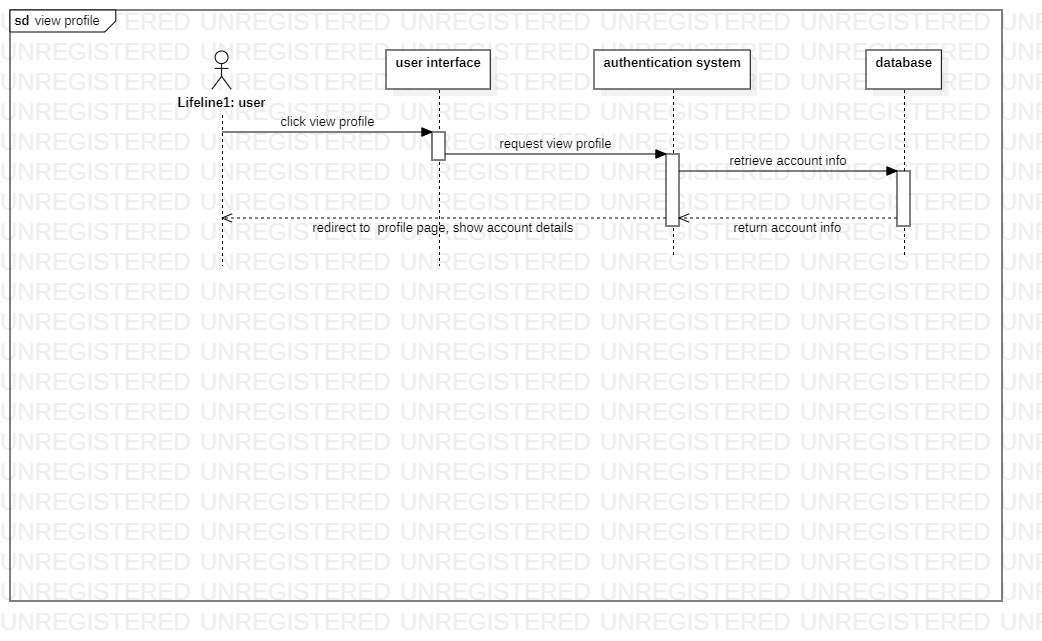 sd view profile
Lifeline1: user
user interface
authentication system
database
click view profile
request view profile
retrieve account info
redirect to  profile page, show account details
return account info
UNREGISTERED UNREGISTERED UNREGISTERED UNREGISTERED UNREGISTERED